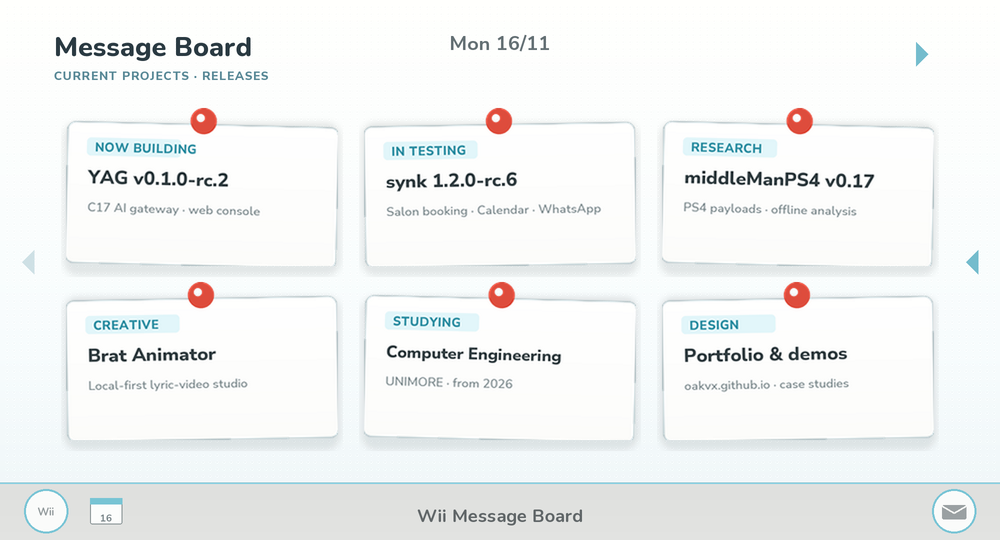 Message Board
Mon 16/11
CURRENT PROJECTS · RELEASES
NOW BUILDING
YAG v0.1.0-rc.2
C17 AI gateway · web console
IN TESTING
synk 1.2.0-rc.6
Salon booking · Calendar · WhatsApp
RESEARCH
middleManPS4 v0.17
PS4 payloads · offline analysis
CREATIVE
Brat Animator
Local-first lyric-video studio
STUDYING
Computer Engineering
UNIMORE · from 2026
DESIGN
Portfolio & demos
oakvx.github.io · case studies
Wii
16
Wii Message Board